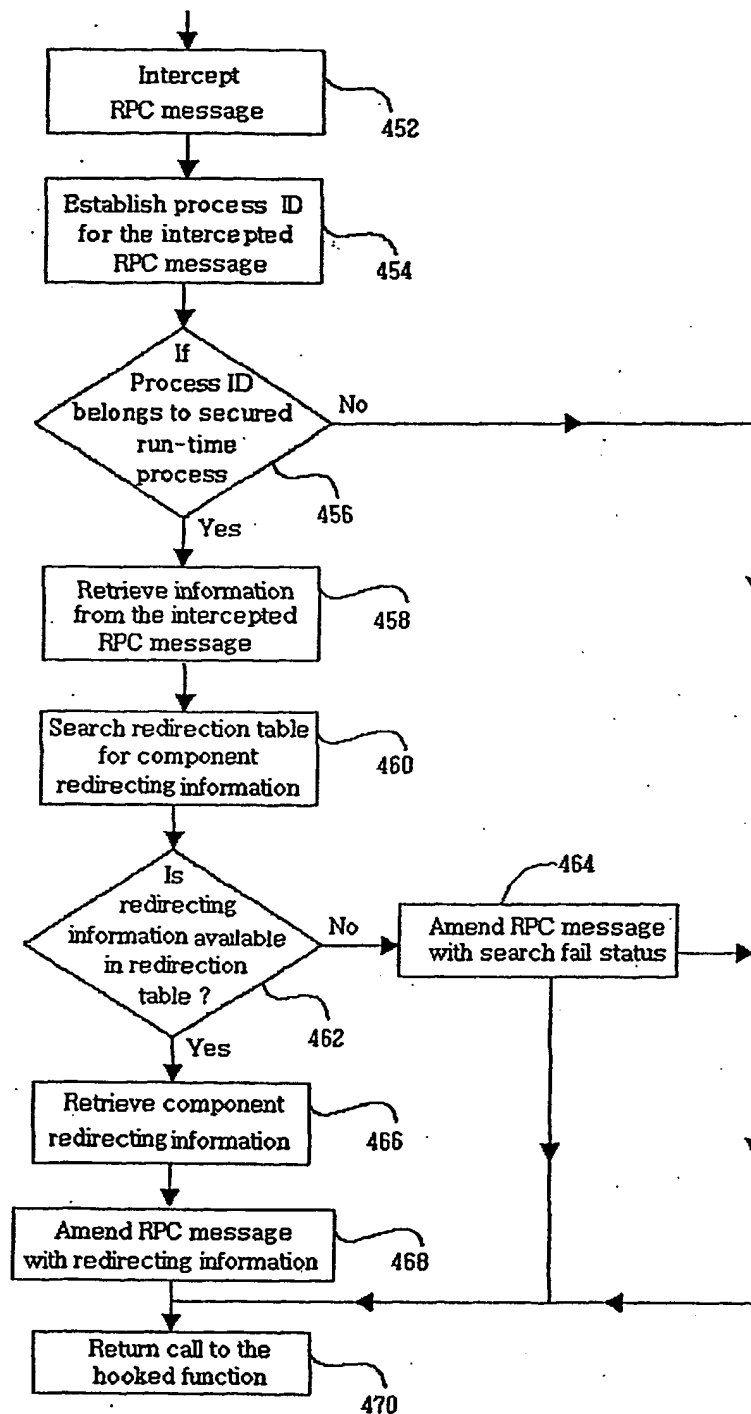 Intercept
RPC message
452
Establish process ID
for the intercepted
RPC message
454
If
Process ID
belongs to secured
run-time
process
No
456
Yes
Retrieve information
from the intercepted
RPC message
458
Search redirection table
for component
redirecting information
460
Is
redirecting
information available
in redirection
table ?
No
464
Amend RPC message
with search fail status
462
Yes
Retrieve component
redirecting information
466
Amend RPC message
with redirecting information
468
Return call to the
hooked function
470